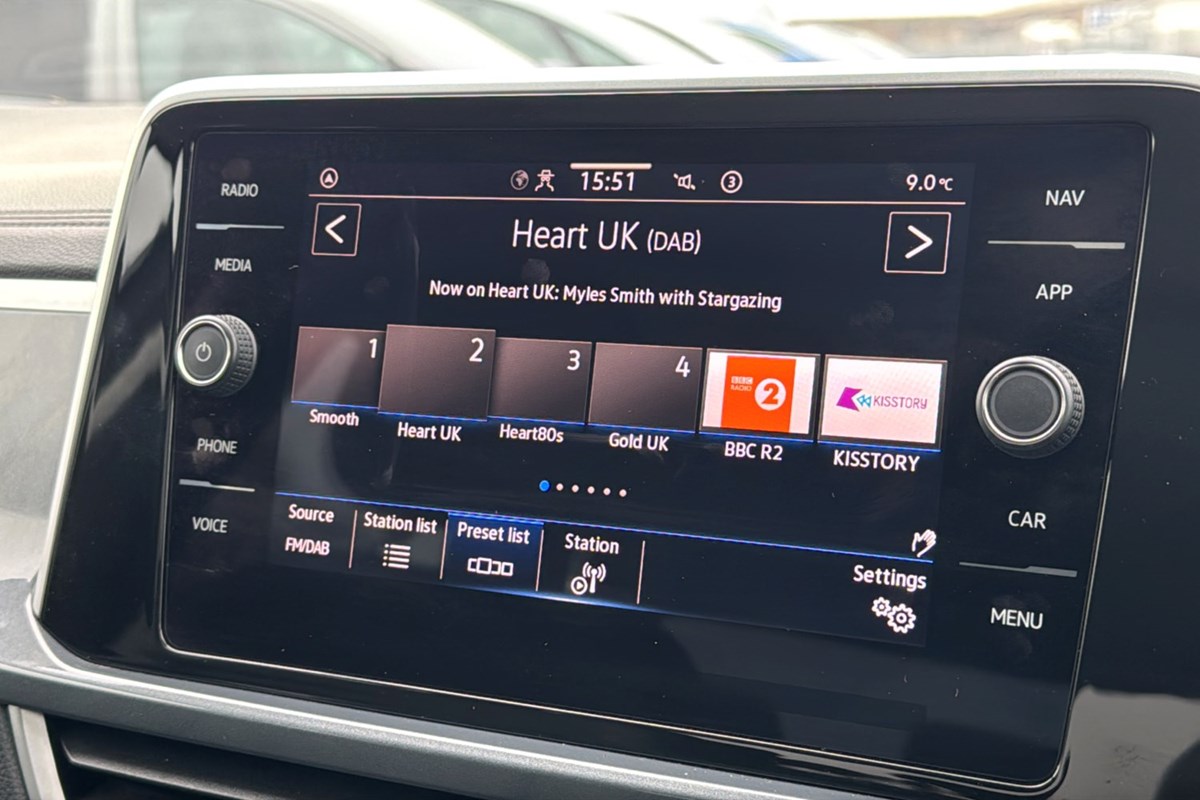 RADIO
MEDIA
PHONE
VOICE
15:51
3
9.0°C
<
Heart UK (DAB)
>
Now on Heart UK: Myles Smith with Stargazing
1
2
3
4
BBC
RADIO
2
KISSTORY
Smooth
Heart UK
Heart80s
Gold UK
BBC R2
KISSTORY
Source
FM/DAB
Station list
Preset list
Station
Settings
NAV
APP
CAR
MENU